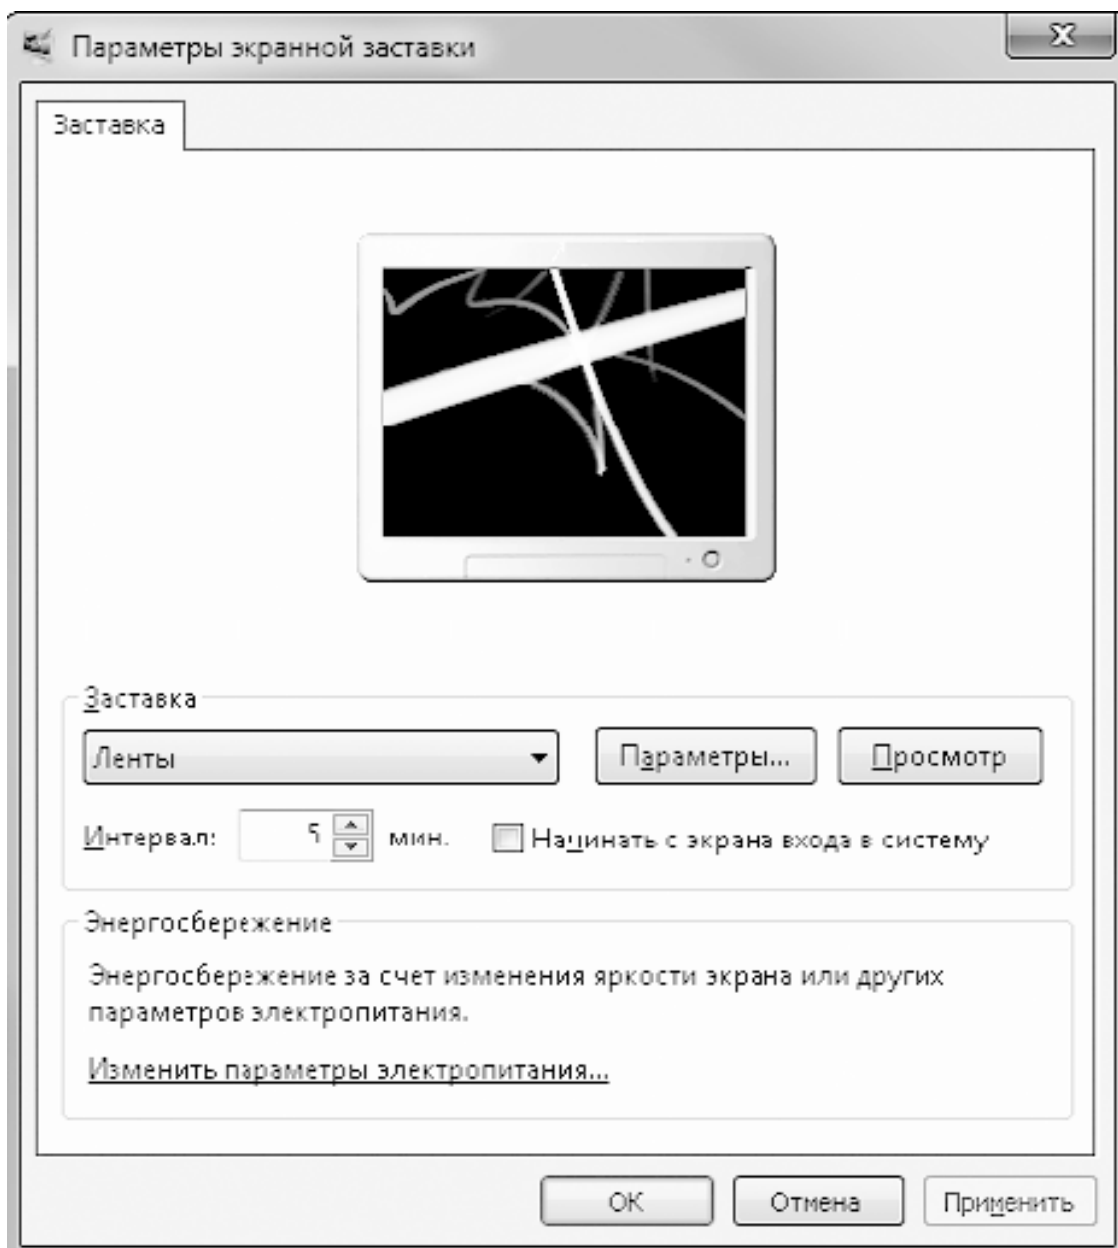 Параметры экранной заставки
Заставка
Заставка
Ленты
Параметры...
Просмотр
Интервал: 5 мин.
Начинать с экрана входа в систему
Энергосбережение
Энергосбережение за счет изменения яркости экрана или других
параметров электропитания.
Изменить параметры электропитания...
ОК
Отмена
Применить